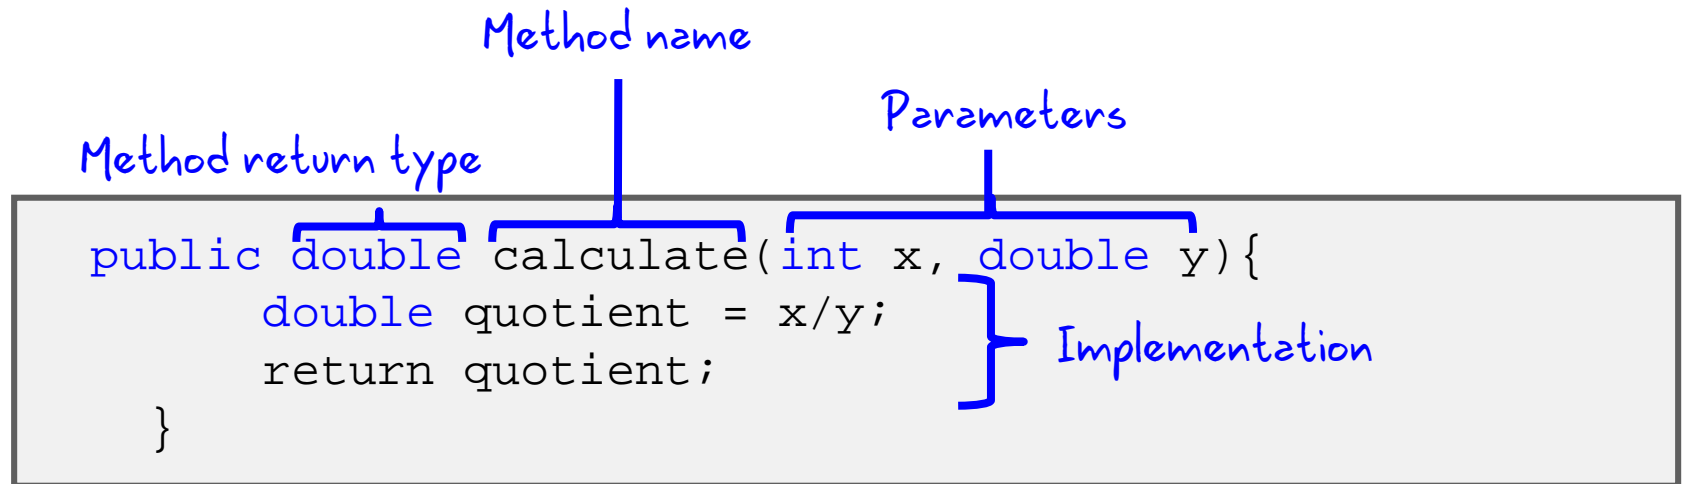 Method name
Parameters
Method return type
public double calculate(int x, double y){
double quotient = x/y;
Implementation
return quotient;
}